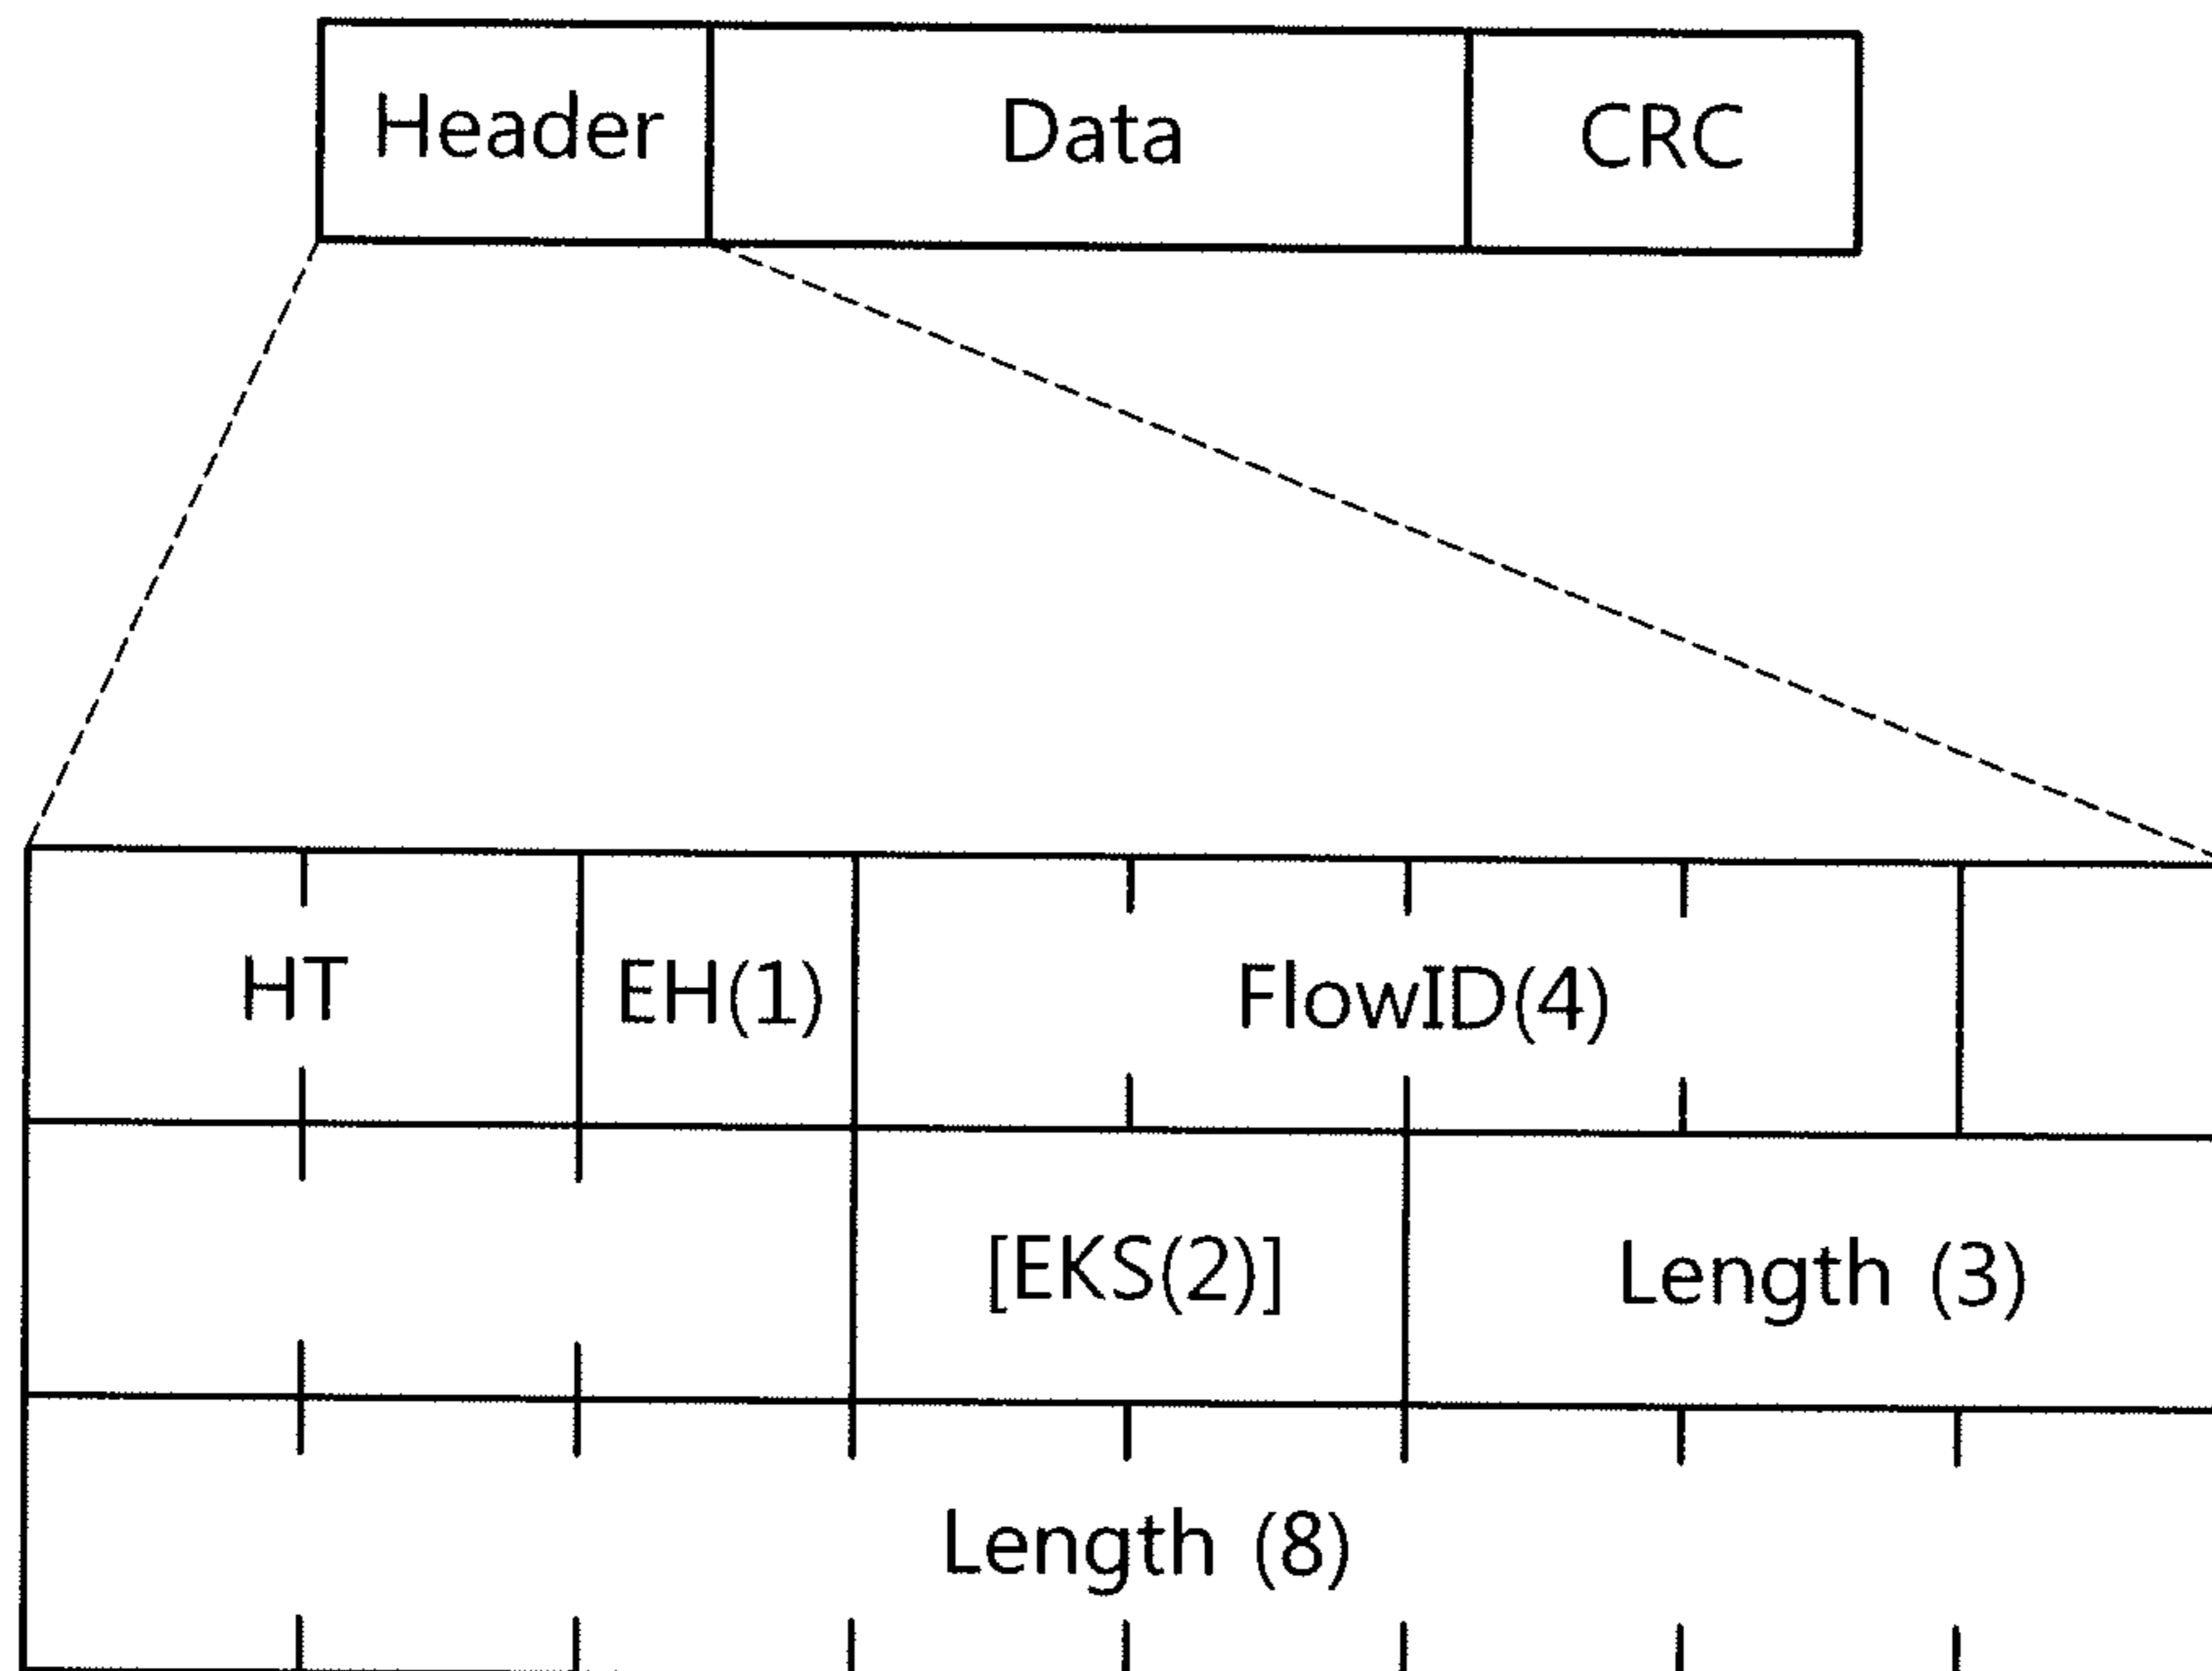 Header Data CRC
HT EH(1) FlowID(4)
[EKS(2)] Length (3)
Length (8)